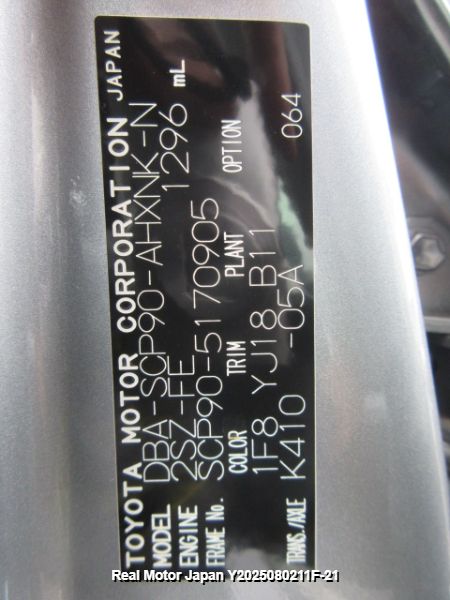 TOYOTA MOTOR CORPORATION JAPAN
MODEL DBA-SCP90-AHXNK-N
ENGINE 2SZ-FE 1296 mL
FRAME No. SCP90-5170905
COLOR TRIM PLANT OPTION
1F8 YJ18 B11 064
TRANS./AXLE K410 -05A
Real Motor Japan Y2025080211F-21